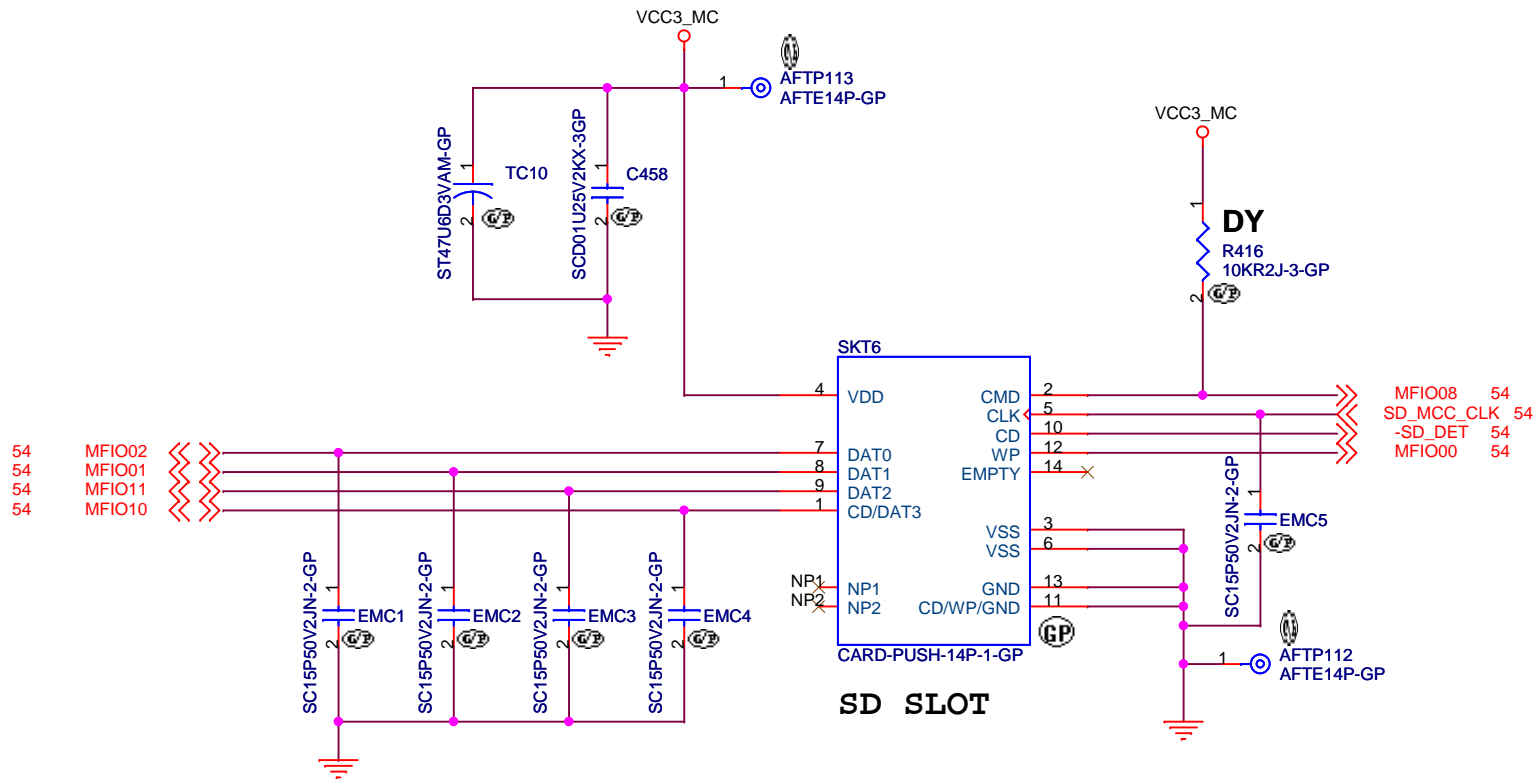 VCC3_MC
1
AFTP113
AFTE14P-GP
ST47U6D3VAM-GP
1
2
TC10
G/P
SCD01U25V2KX-3GP
1
2
C458
G/P
VCC3_MC
1
DY
R416
10KR2J-3-GP
2
G/P
SKT6
4 VDD
CMD 2
MFIO08 54
CLK 5
SD_MCC_CLK 54
CD 10
-SD_DET 54
WP 12
MFIO00 54
EMPTY 14
54 MFIO02
7 DAT0
54 MFIO01
8 DAT1
54 MFIO11
9 DAT2
54 MFIO10
1 CD/DAT3
VSS 3
VSS 6
NP1 NP1
GND 13
NP2 NP2
CD/WP/GND 11
GP
CARD-PUSH-14P-1-GP
SD SLOT
SC15P50V2JN-2-GP
1
2
EMC1
G/P
SC15P50V2JN-2-GP
1
2
EMC2
G/P
SC15P50V2JN-2-GP
1
2
EMC3
G/P
SC15P50V2JN-2-GP
1
2
EMC4
G/P
SC15P50V2JN-2-GP
1
2
EMC5
G/P
1
AFTP112
AFTE14P-GP